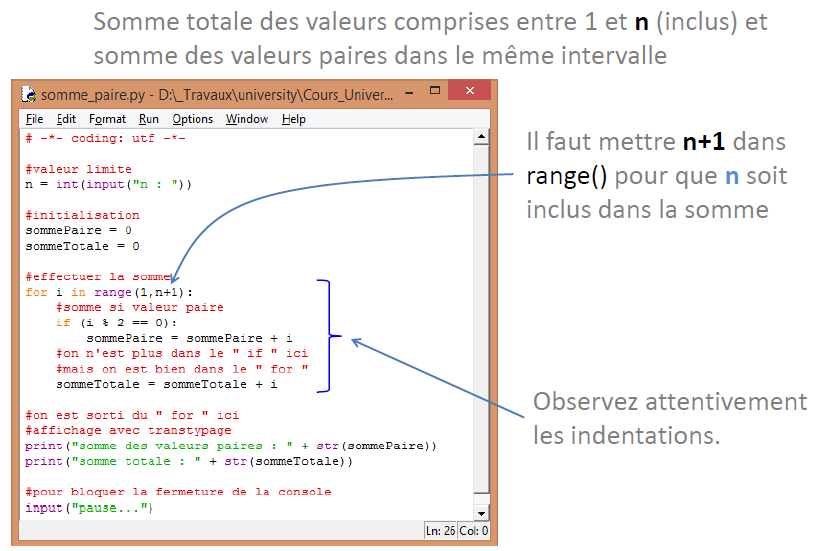 Somme totale des valeurs comprises entre 1 et n (inclus) et
somme des valeurs paires dans le même intervalle
somme_paire.py - D:\_Travaux\university\Cours_Univer...
File Edit Format Run Options Window Help
# -*- coding: utf -*-
#valeur limite
n = int(input("n : "))
#initialisation
sommePaire = 0
sommeTotale = 0
#effectuer la somme
for i in range(1,n+1):
#somme si valeur paire
if (i % 2 == 0):
sommePaire = sommePaire + i
#on n'est plus dans le " if " ici
#mais on est bien dans le " for "
sommeTotale = sommeTotale + i
#on est sorti du " for " ici
#affichage avec transtypage
print("somme des valeurs paires : " + str(sommePaire))
print("somme totale : " + str(sommeTotale))
#pour bloquer la fermeture de la console
input("pause...")
Ln: 26 Col: 0
Il faut mettre n+1 dans
range() pour que n soit
inclus dans la somme
Observez attentivement
les indentations.